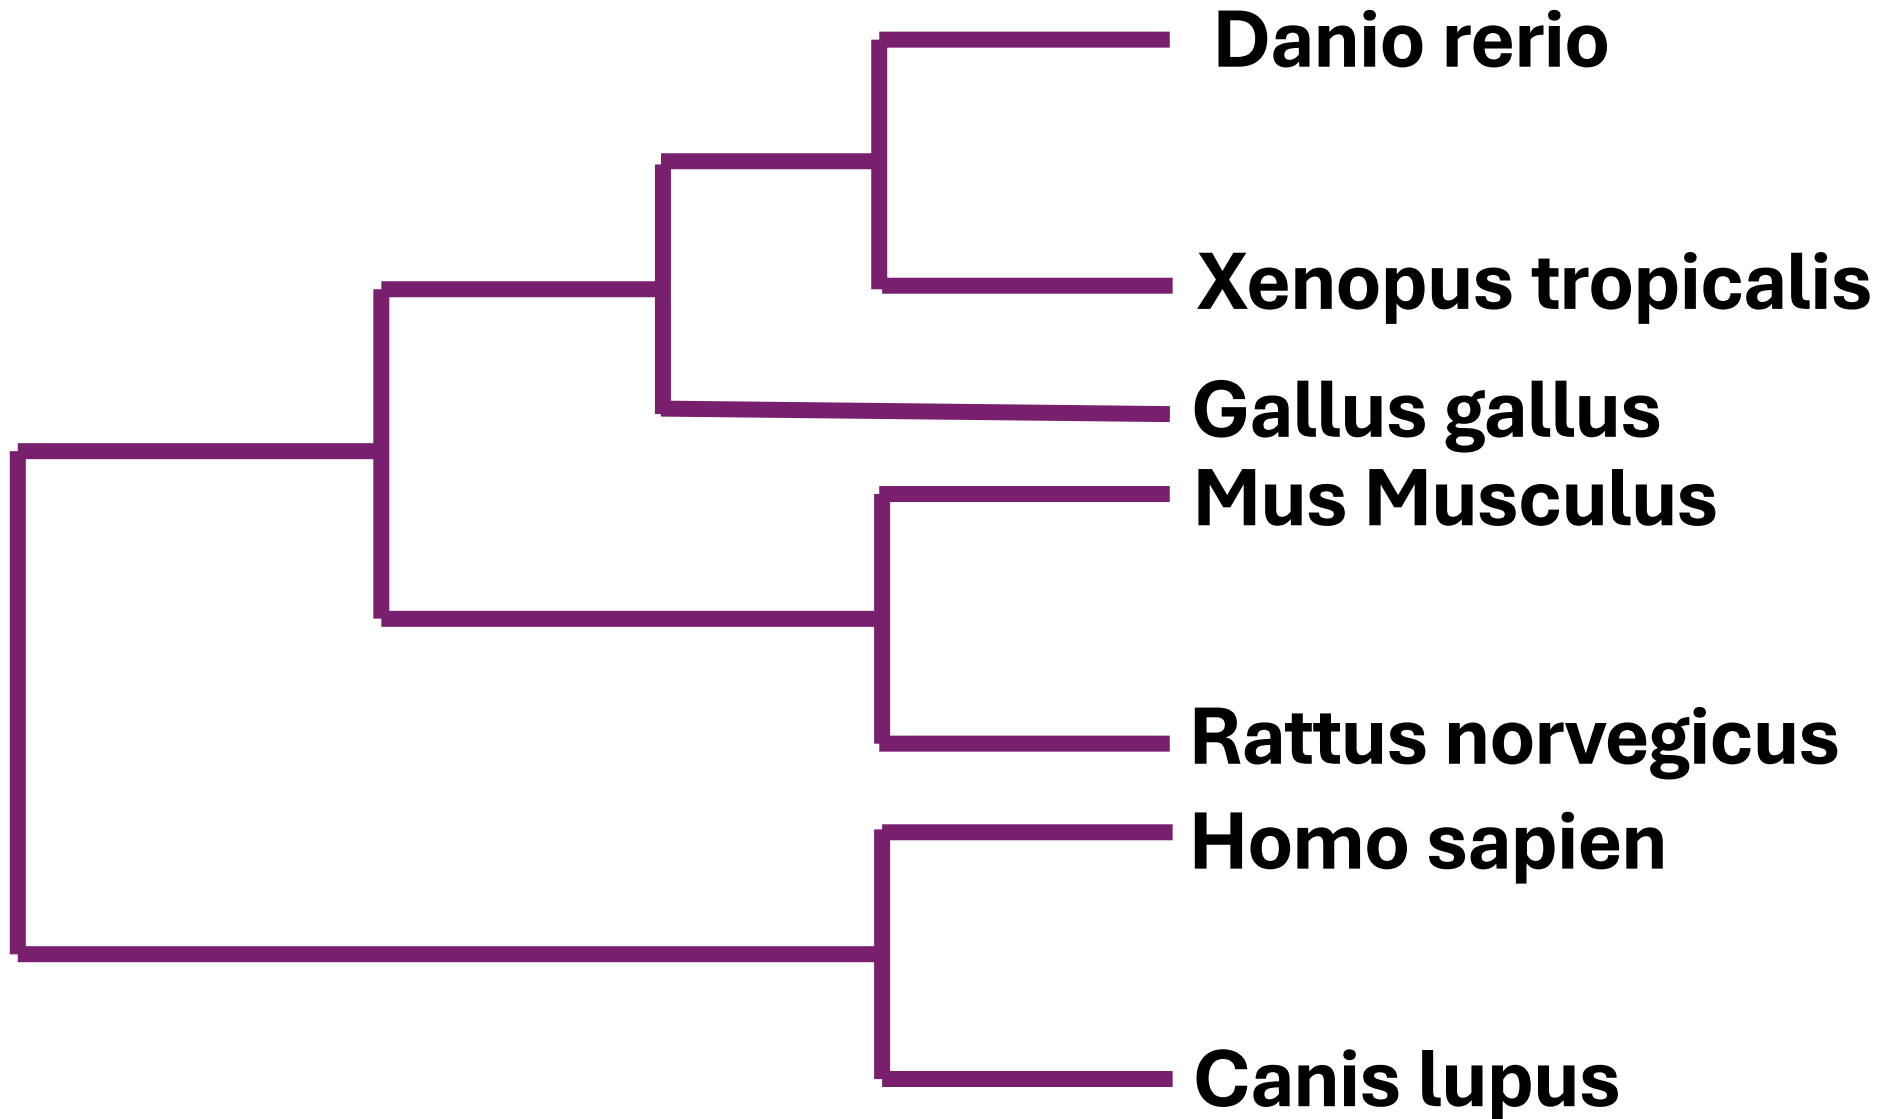 Danio rerio
Xenopus tropicalis
Gallus gallus
Mus Musculus
Rattus norvegicus
Homo sapien
Canis lupus